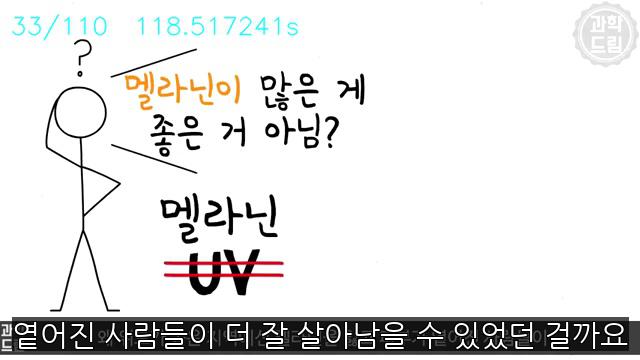 33/110 118.517241s
과학
드림
?
멜라닌이 많은 게
좋은 거 아님?
멜라닌
UV
옅어진 사람들이 더 잘 살아남을 수 있었던 걸까요